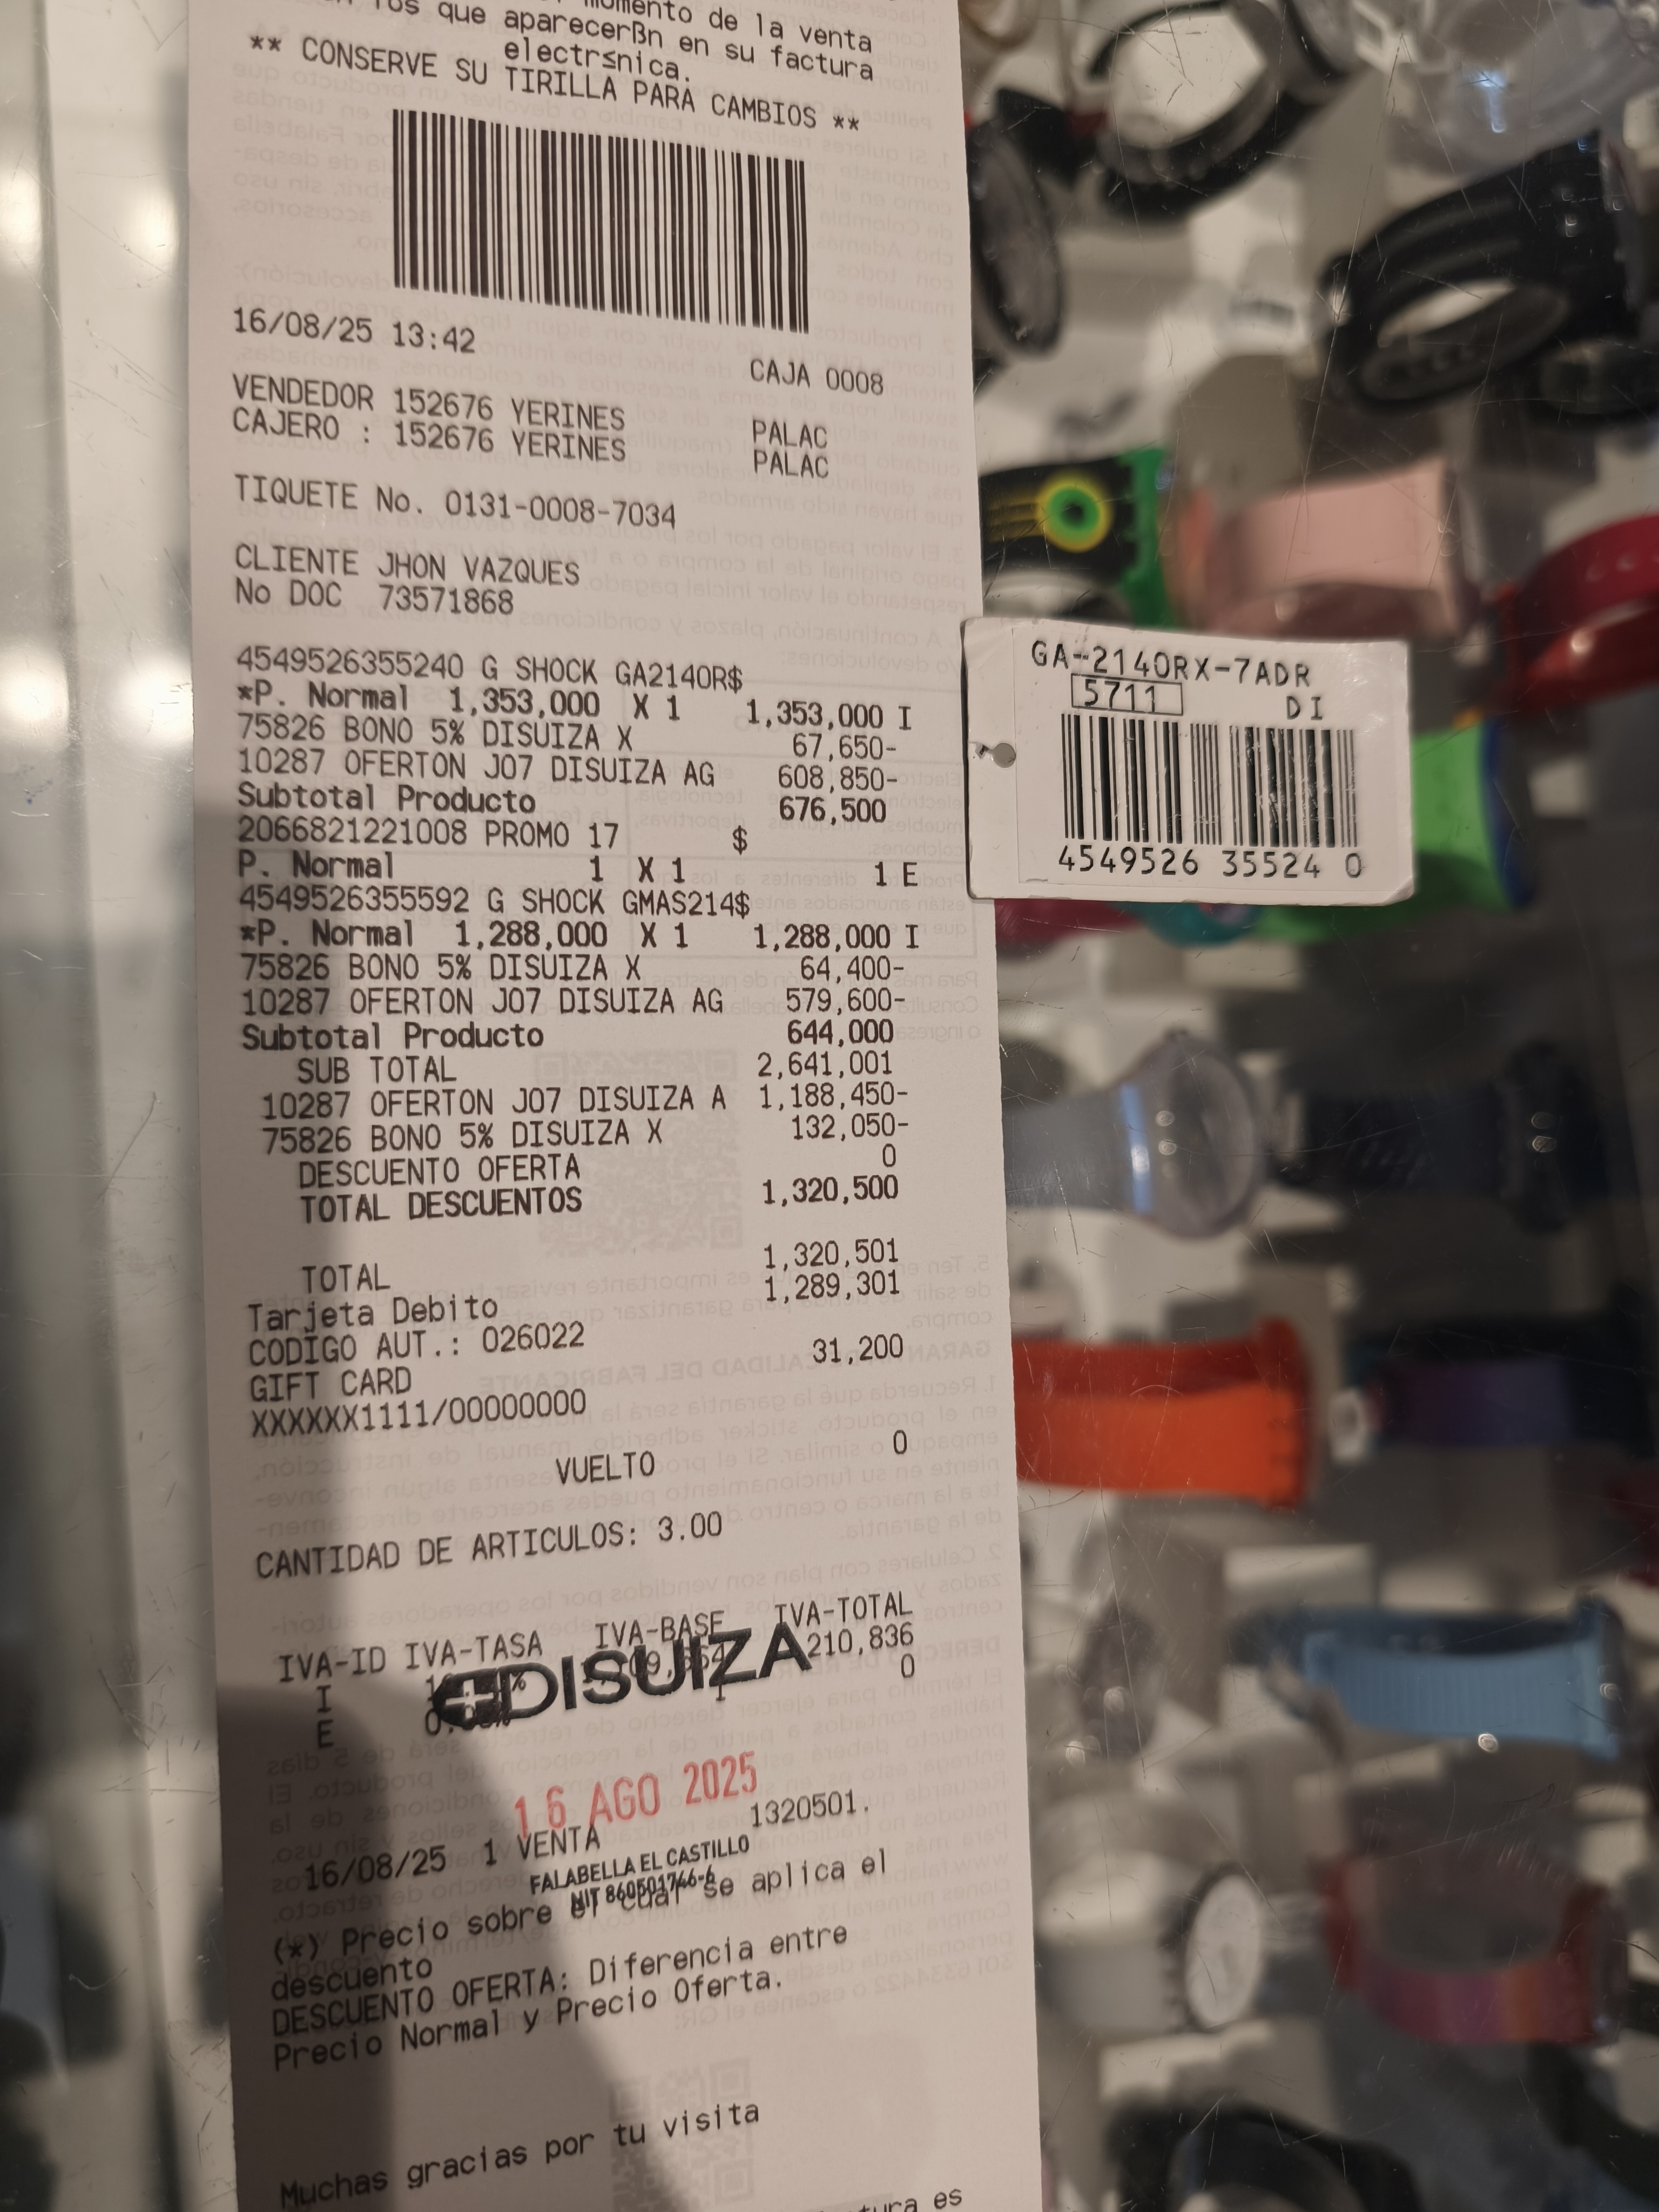 momento de la venta
los que aparecerßn en su factura
electr≤nica.
** CONSERVE SU TIRILLA PARA CAMBIOS **
16/08/25 13:42
CAJA 0008
VENDEDOR 152676 YERINES PALAC
CAJERO : 152676 YERINES PALAC
TIQUETE No. 0131-0008-7034
CLIENTE JHON VAZQUES
No DOC 73571868
4549526355240 G SHOCK GA2140R$
*P. Normal 1,353,000 X 1 1,353,000 I
75826 BONO 5% DISUIZA X 67,650-
10287 OFERTON J07 DISUIZA AG 608,850-
Subtotal Producto 676,500
2066821221008 PROMO 17 $
P. Normal 1 X 1 1 E
4549526355592 G SHOCK GMAS214$
*P. Normal 1,288,000 X 1 1,288,000 I
75826 BONO 5% DISUIZA X 64,400-
10287 OFERTON J07 DISUIZA AG 579,600-
Subtotal Producto 644,000
SUB TOTAL 2,641,001
10287 OFERTON J07 DISUIZA A 1,188,450-
75826 BONO 5% DISUIZA X 132,050-
DESCUENTO OFERTA 0
TOTAL DESCUENTOS 1,320,500
TOTAL 1,320,501
Tarjeta Debito 1,289,301
CODIGO AUT.: 026022
GIFT CARD 31,200
XXXXXX1111/00000000
VUELTO 0
CANTIDAD DE ARTICULOS: 3.00
IVA-ID IVA-TASA IVA-BASE IVA-TOTAL
I 210,836
E 0
DISUIZA
16 AGO 2025
16/08/25 1 VENTA 1320501.
FALABELLA EL CASTILLO
NIT 860501746-6
(*) Precio sobre el cual se aplica el
descuento
DESCUENTO OFERTA: Diferencia entre
Precio Normal y Precio Oferta.
Muchas gracias por tu visita
es
GA-2140RX-7ADR
5711 DI
4549526 35524 0